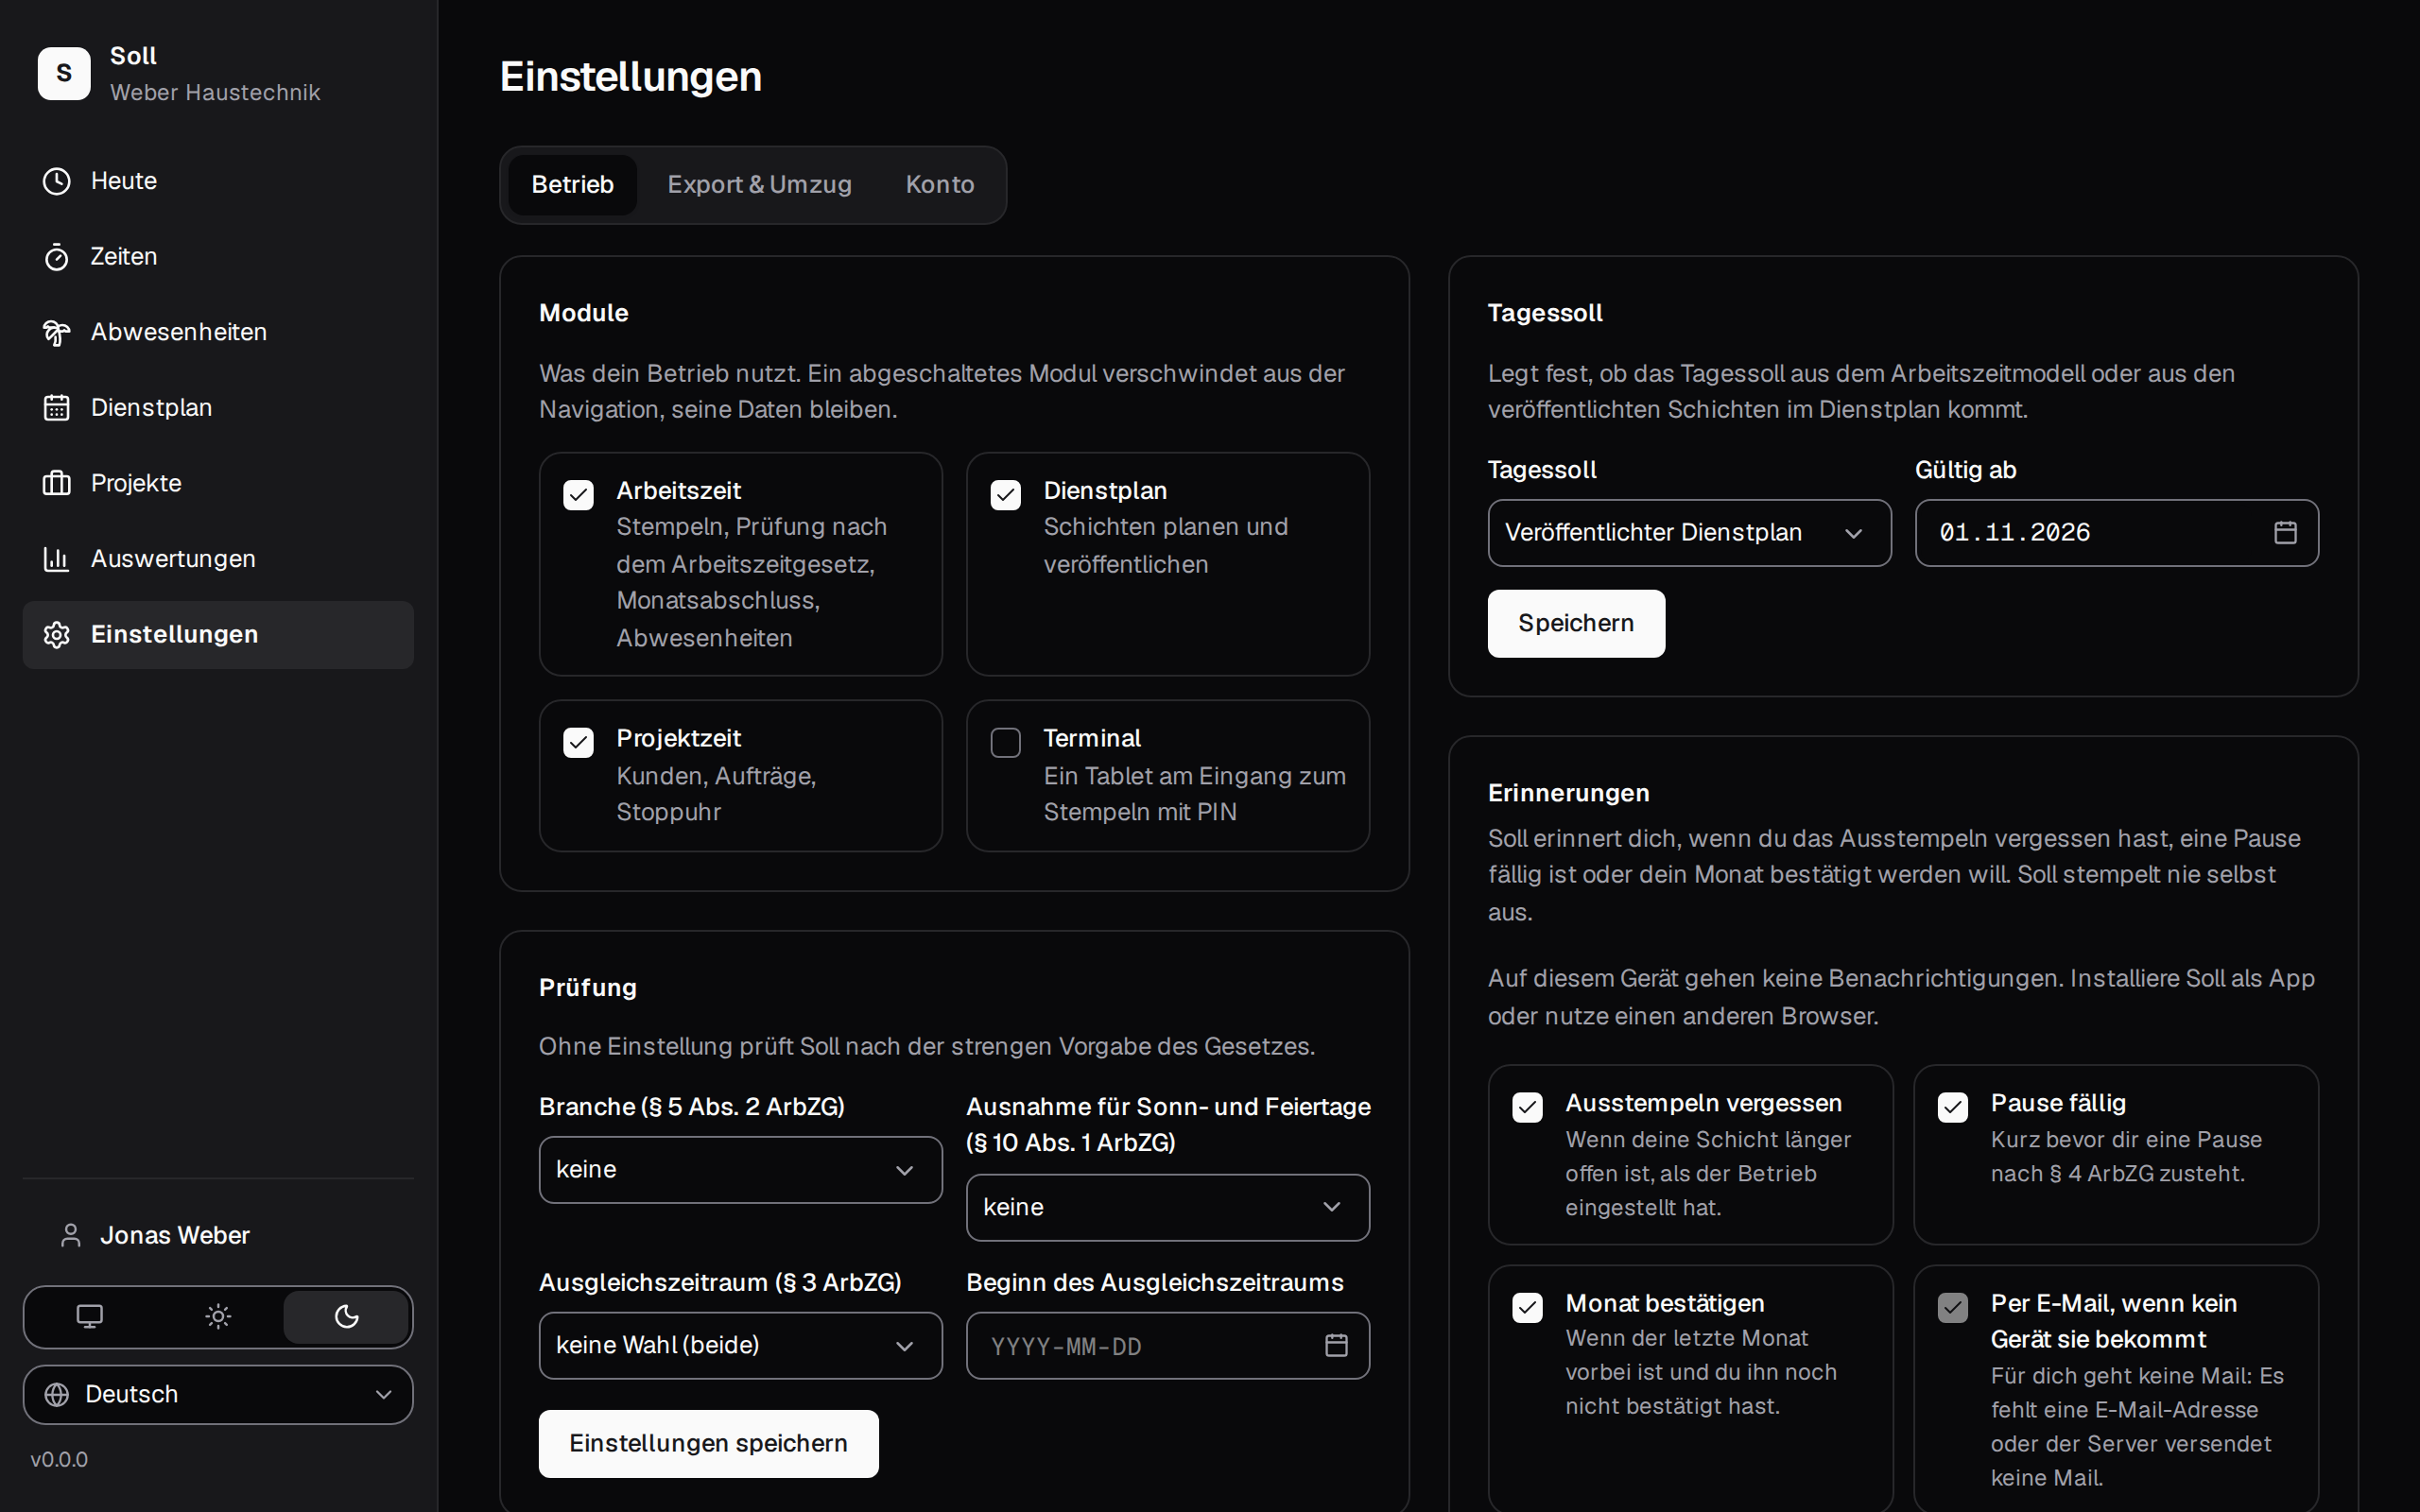 S
Soll
Weber Haustechnik
Heute
Zeiten
Abwesenheiten
Dienstplan
Projekte
Auswertungen
Einstellungen
Jonas Weber
Deutsch
v0.0.0
Einstellungen
Betrieb
Export & Umzug
Konto
Module
Was dein Betrieb nutzt. Ein abgeschaltetes Modul verschwindet aus der
Navigation, seine Daten bleiben.
Arbeitszeit
Stempeln, Prüfung nach
dem Arbeitszeitgesetz,
Monatsabschluss,
Abwesenheiten
Dienstplan
Schichten planen und
veröffentlichen
Projektzeit
Kunden, Aufträge,
Stoppuhr
Terminal
Ein Tablet am Eingang zum
Stempeln mit PIN
Prüfung
Ohne Einstellung prüft Soll nach der strengen Vorgabe des Gesetzes.
Branche (§ 5 Abs. 2 ArbZG)
keine
Ausnahme für Sonn- und Feiertage
(§ 10 Abs. 1 ArbZG)
keine
Ausgleichszeitraum (§ 3 ArbZG)
keine Wahl (beide)
Beginn des Ausgleichszeitraums
YYYY-MM-DD
Einstellungen speichern
Tagessoll
Legt fest, ob das Tagessoll aus dem Arbeitszeitmodell oder aus den
veröffentlichten Schichten im Dienstplan kommt.
Tagessoll
Veröffentlichter Dienstplan
Gültig ab
01.11.2026
Speichern
Erinnerungen
Soll erinnert dich, wenn du das Ausstempeln vergessen hast, eine Pause
fällig ist oder dein Monat bestätigt werden will. Soll stempelt nie selbst
aus.
Auf diesem Gerät gehen keine Benachrichtigungen. Installiere Soll als App
oder nutze einen anderen Browser.
Ausstempeln vergessen
Wenn deine Schicht länger
offen ist, als der Betrieb
eingestellt hat.
Pause fällig
Kurz bevor dir eine Pause
nach § 4 ArbZG zusteht.
Monat bestätigen
Wenn der letzte Monat
vorbei ist und du ihn noch
nicht bestätigt hast.
Per E-Mail, wenn kein
Gerät sie bekommt
Für dich geht keine Mail: Es
fehlt eine E-Mail-Adresse
oder der Server versendet
keine Mail.